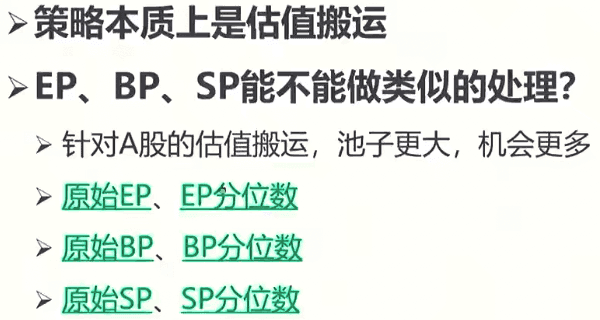 ➢策略本质上是估值搬运
➢EP、BP、SP能不能做类似的处理？
➢针对A股的估值搬运，池子更大，机会更多
➢原始EP、EP分位数
➢原始BP、BP分位数
➢原始SP、SP分位数